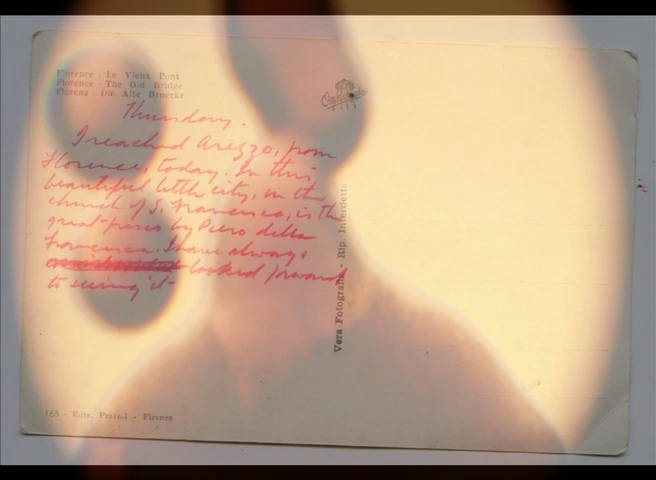 Florence - Le Vieux Pont
Florence - The Old Bridge
Florenz - Die Alte Bruecke
Thursday.
I reached Arezzo, from
Florence, today. In this
beautiful little city, in the
church of S. Francesco, is the
great fresco by Piero della
Francesca. I have always
looked forward
to seeing it
Vera Fotografia - Rip. Interdetta
165 - Ediz. - Firenze